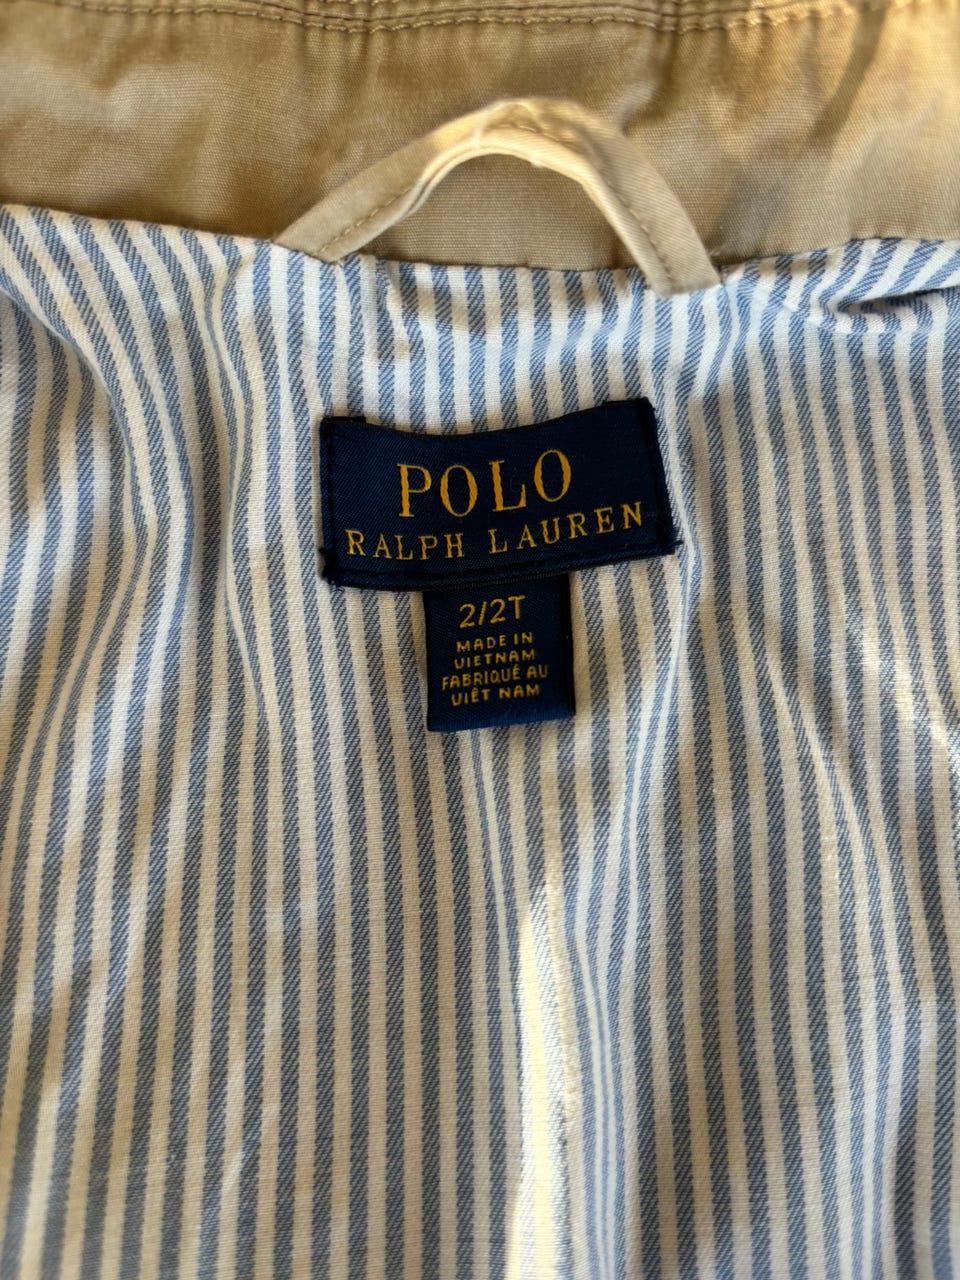 POLO
RALPH LAUREN
2/2T
MADE IN
VIETNAM
FABRIQUÉ AU
VIÊT NAM